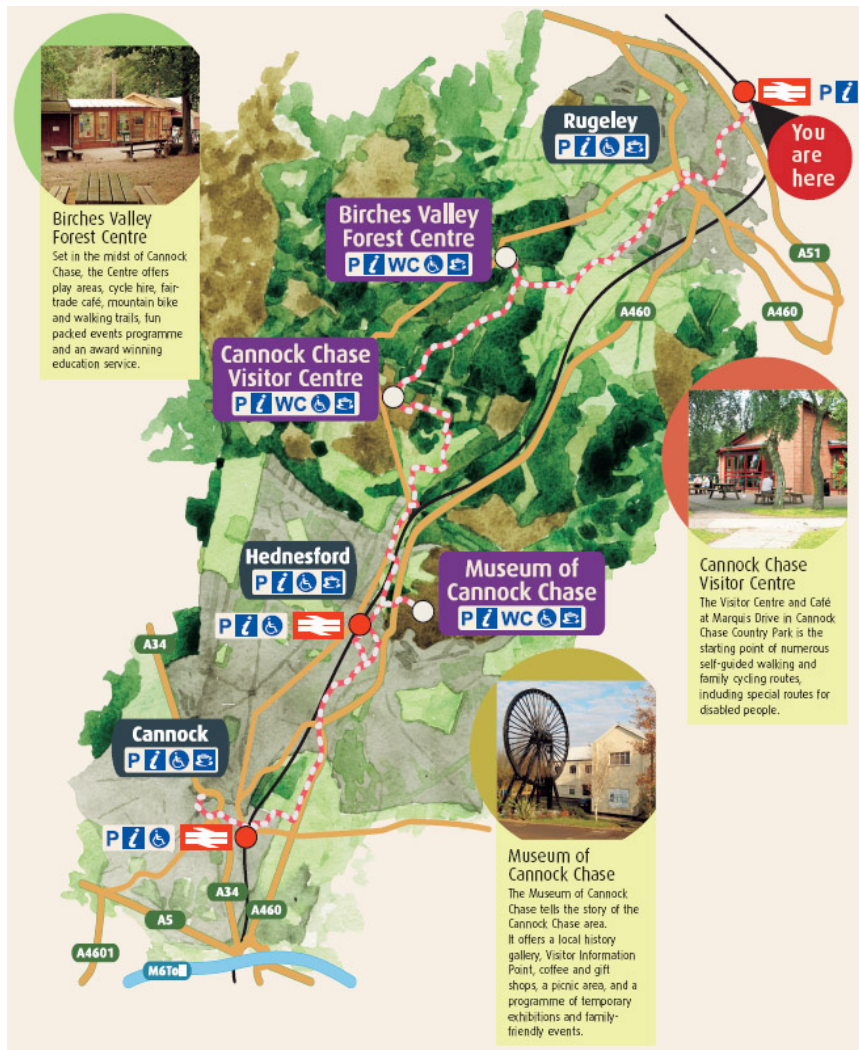 Rugeley
P i
P i
You
are
here
Birches Valley
Forest Centre
P i WC
Birches Valley
Forest Centre
Set in the midst of Cannock
Chase, the Centre offers
play areas, cycle hire, fair-
trade café, mountain bike
and walking trails, fun
packed events programme
and an award winning
education service.
A51
A460
A460
Cannock Chase
Visitor Centre
P i WC
Hednesford
P i
P i
Museum of
Cannock Chase
P i WC
Cannock Chase
Visitor Centre
The Visitor Centre and Café
at Marquis Drive in Cannock
Chase Country Park is the
starting point of numerous
self-guided walking and
family cycling routes,
including special routes for
disabled people.
A34
Cannock
P i
P i
A34
A460
A5
A4601
M6Toll
Museum of
Cannock Chase
The Museum of Cannock
Chase tells the story of the
Cannock Chase area.
It offers a local history
gallery, Visitor Information
Point, coffee and gift
shops, a picnic area, and a
programme of temporary
exhibitions and family-
friendly events.